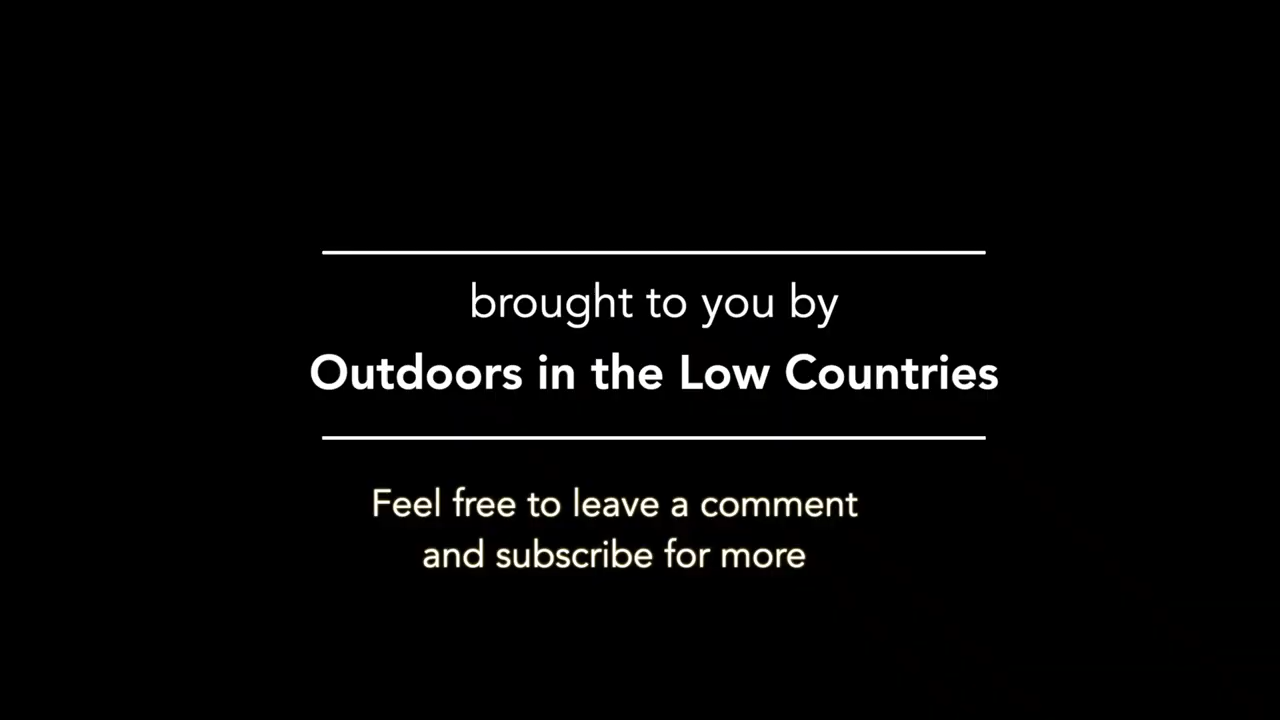 brought to you by
Outdoors in the Low Countries
Feel free to leave a comment
and subscribe for more